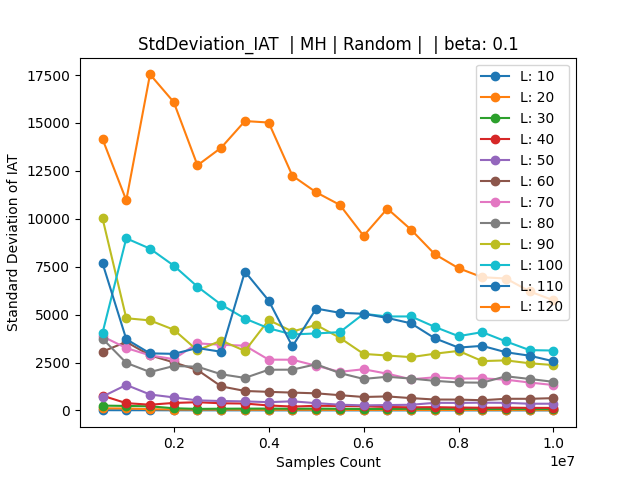 StdDeviation_IAT | MH | Random | | beta: 0.1
Standard Deviation of IAT
17500
15000
12500
10000
7500
5000
2500
0
0.2
0.4
0.6
0.8
1.0
1e7
Samples Count
L: 10
L: 20
L: 30
L: 40
L: 50
L: 60
L: 70
L: 80
L: 90
L: 100
L: 110
L: 120